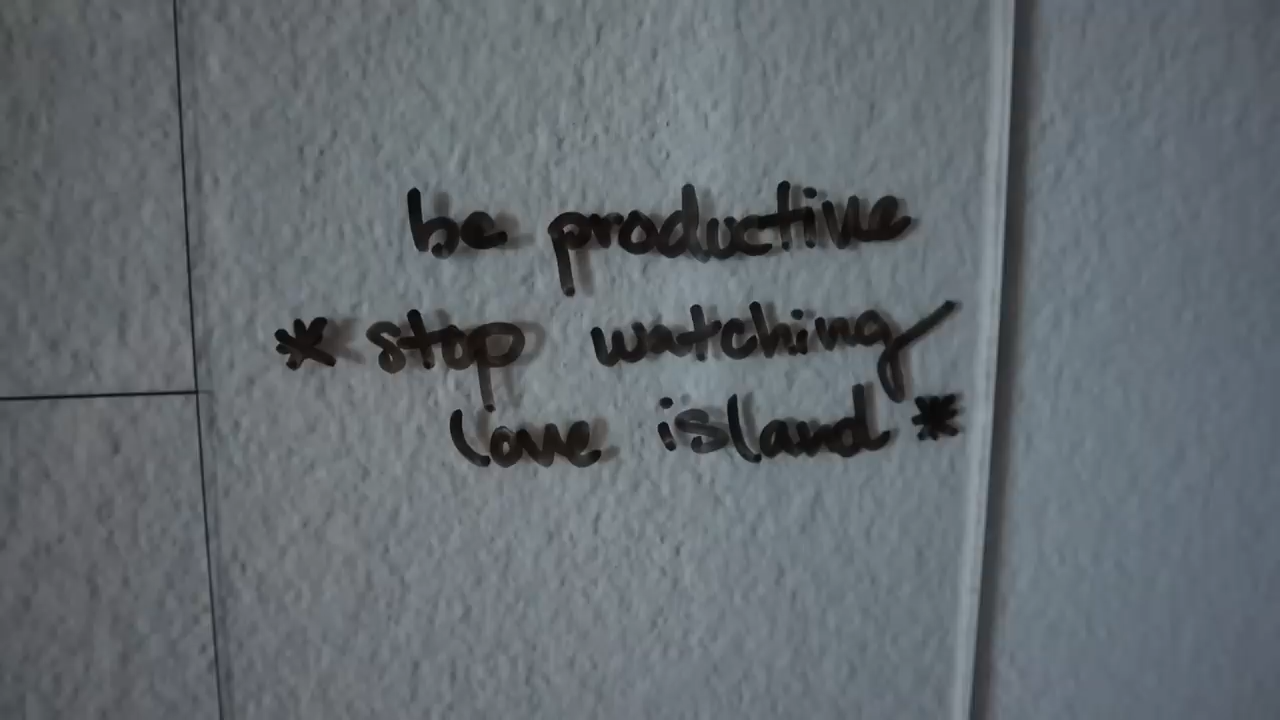 be productive
* stop watching
love island *